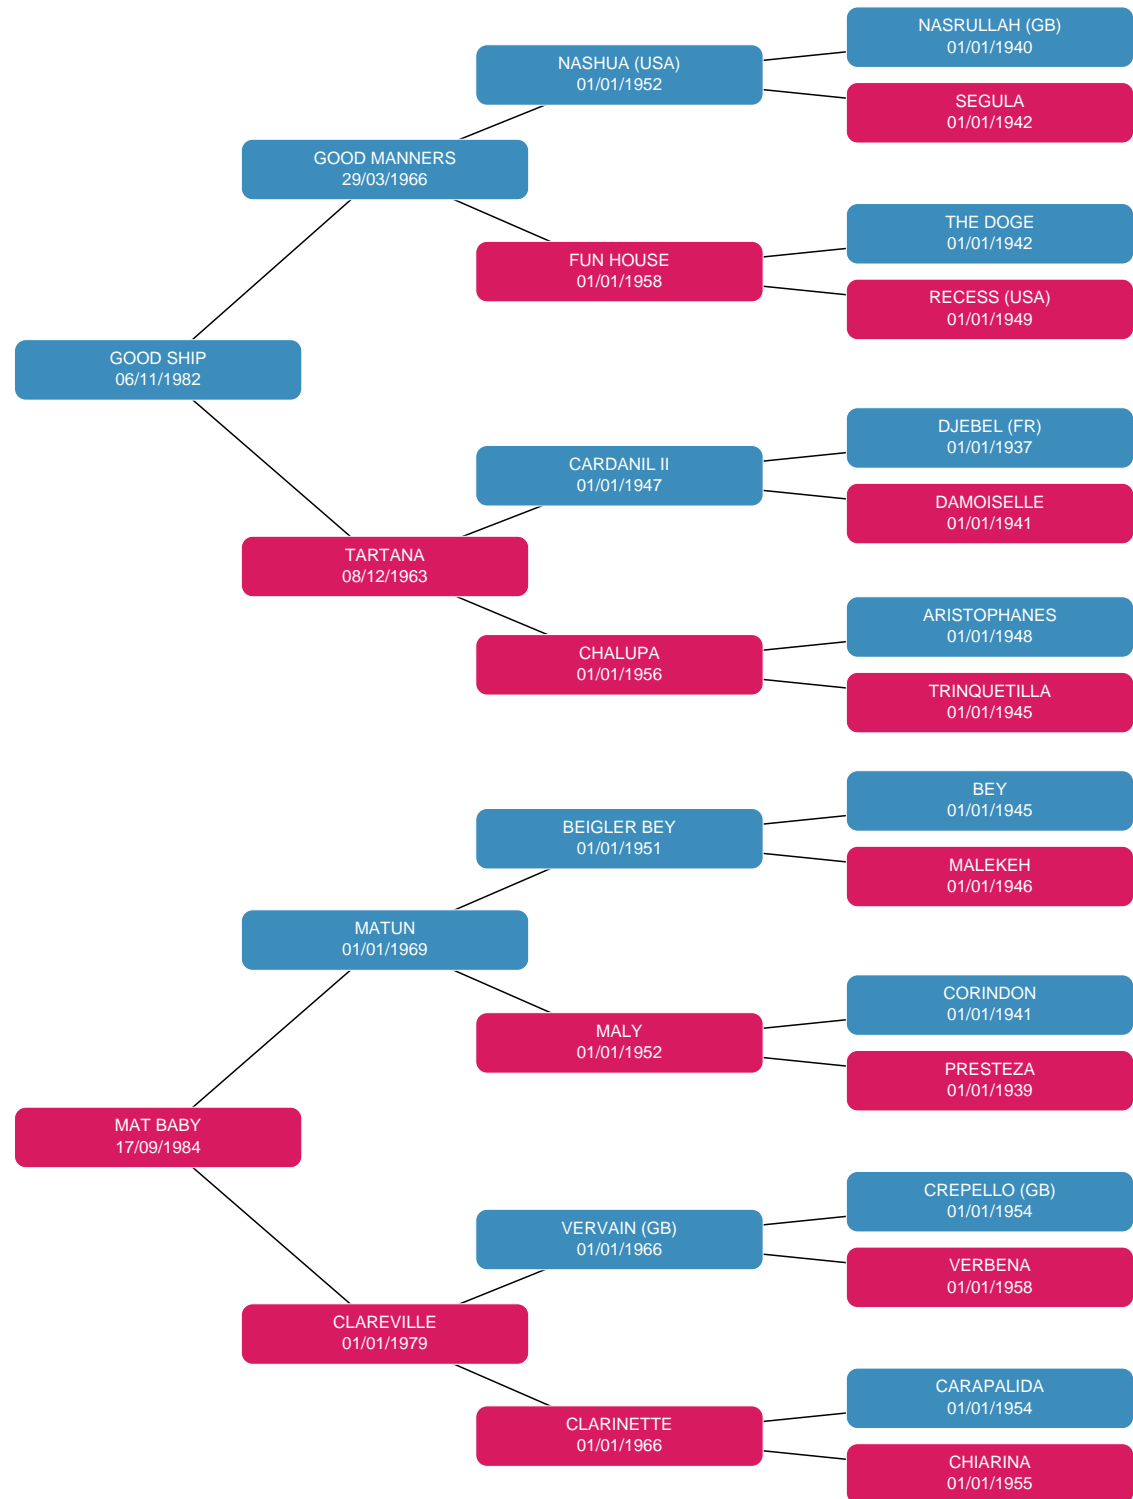 NASRULLAH (GB)
01/01/1940
NASHUA (USA)
01/01/1952
SEGULA
01/01/1942
GOOD MANNERS
29/03/1966
THE DOGE
01/01/1942
FUN HOUSE
01/01/1958
RECESS (USA)
01/01/1949
GOOD SHIP
06/11/1982
DJEBEL (FR)
01/01/1937
CARDANIL II
01/01/1947
DAMOISELLE
01/01/1941
TARTANA
08/12/1963
ARISTOPHANES
01/01/1948
CHALUPA
01/01/1956
TRINQUETILLA
01/01/1945
BEY
01/01/1945
BEIGLER BEY
01/01/1951
MALEKEH
01/01/1946
MATUN
01/01/1969
CORINDON
01/01/1941
MALY
01/01/1952
PRESTEZA
01/01/1939
MAT BABY
17/09/1984
CREPELLO (GB)
01/01/1954
VERVAIN (GB)
01/01/1966
VERBENA
01/01/1958
CLAREVILLE
01/01/1979
CARAPALIDA
01/01/1954
CLARINETTE
01/01/1966
CHIARINA
01/01/1955